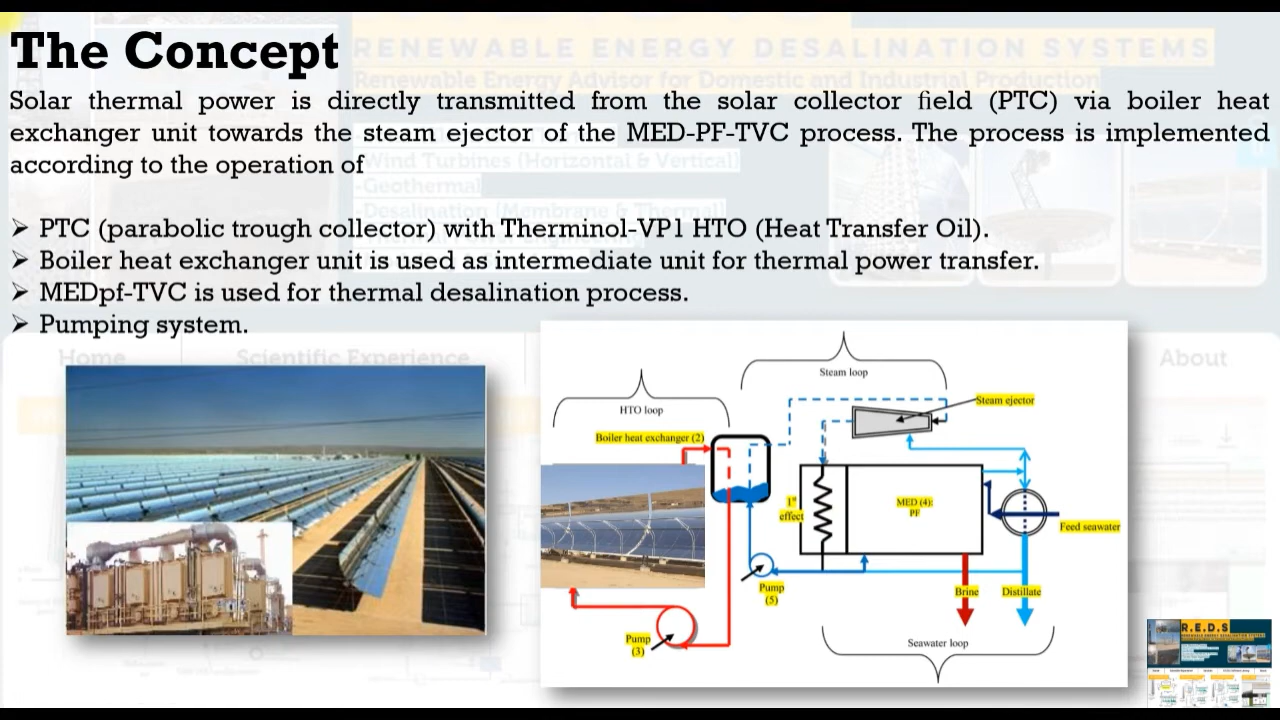 The Concept
RENEWABLE ENERGY DESALINATION SYSTEMS
Renewable Energy Advisor for Domestic and Industrial Production
Solar thermal power is directly transmitted from the solar collector field (PTC) via boiler heat
exchanger unit towards the steam ejector of the MED-PF-TVC process. The process is implemented
according to the operation of
-Wind Turbines (Horizontal & Vertical)
-Geothermal
-Desalination (Membrane & Thermal)
➢ PTC (parabolic trough collector) with Therminol-VP1 HTO (Heat Transfer Oil).
➢ Boiler heat exchanger unit is used as intermediate unit for thermal power transfer.
➢ MEDpf-TVC is used for thermal desalination process.
➢ Pumping system.
Home
Scientific Experience
About
HTO loop
Steam loop
Steam ejector
Boiler heat exchanger (2)
1st
effect
MED (4):
PF
Feed seawater
Pump
(5)
Brine
Distillate
Pump
(3)
Seawater loop
R.E.D.S